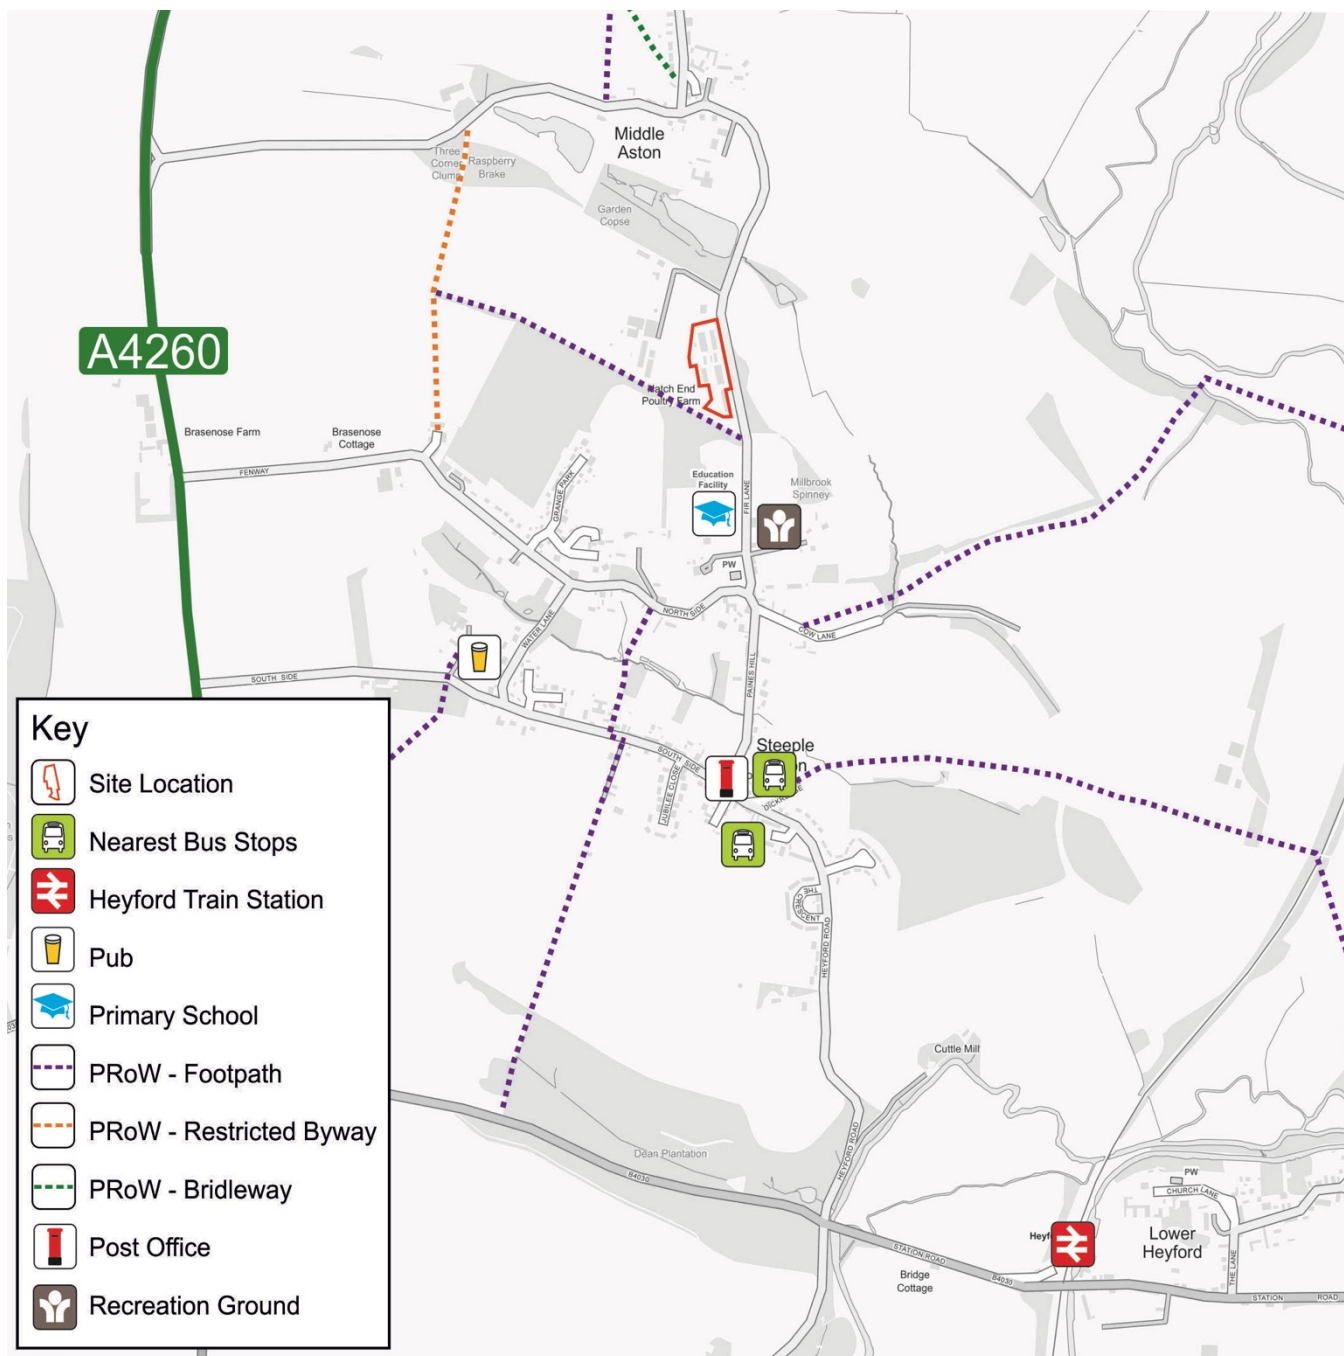 Middle
Aston
Three
Corner
Clump
Raspberry
Brake
Garden
Copse
A4260
Poultry Farm
End
Brasenose Farm
Brasenose
Cottage
FENWAY
GRANGE PARK
Education
Facility
Millbrook
Spinney
FIR LANE
PW
NORTH SIDE
COW LANE
WATER LANE
PAINES HILL
SOUTH SIDE
Steeple
SOUTH SIDE
JUBILEE CLOSE
THE
CRESCENT
HEYFORD ROAD
Cuttle Mill
HEYFORD ROAD
Dean Plantation
B4030
STATION ROAD
Bridge
Cottage
B4030
PW
CHURCH LANE
Lower
Heyford
THE LANE
STATION ROAD
Key
Site Location
Nearest Bus Stops
Heyford Train Station
Pub
Primary School
PRoW - Footpath
PRoW - Restricted Byway
PRoW - Bridleway
Post Office
Recreation Ground